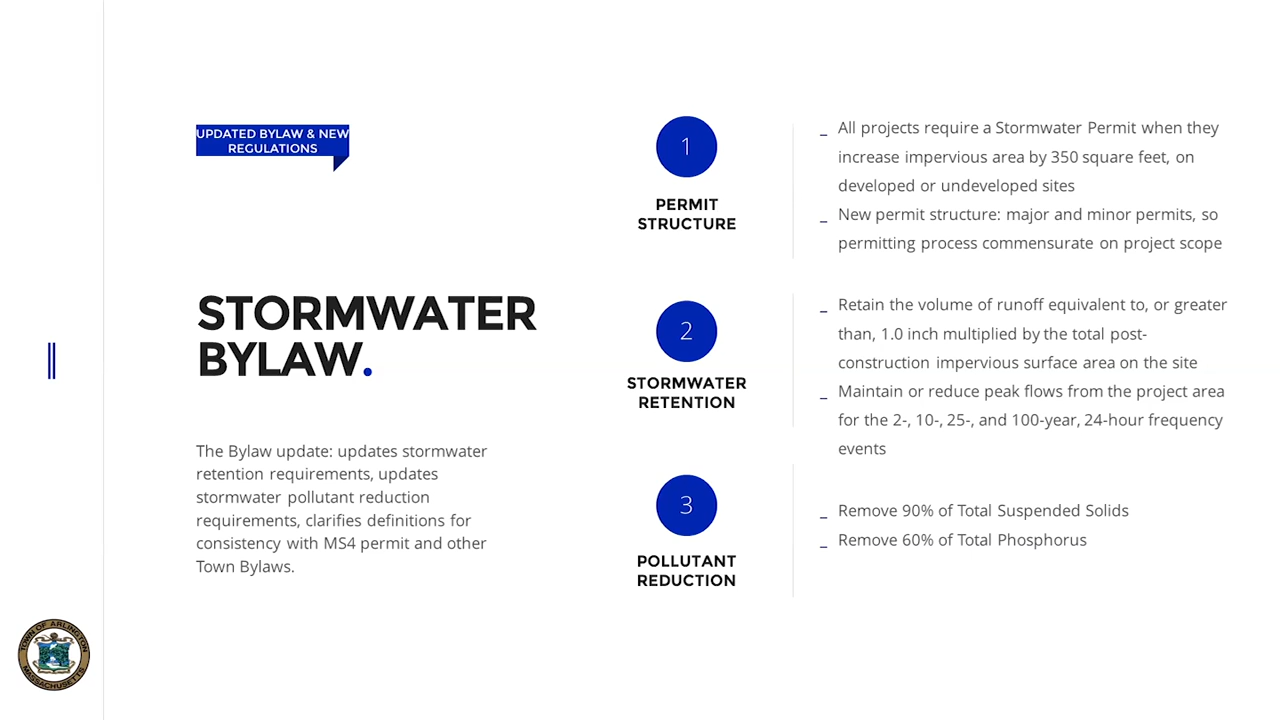 UPDATED BYLAW & NEW
REGULATIONS
STORMWATER
BYLAW.
The Bylaw update: updates stormwater
retention requirements, updates
stormwater pollutant reduction
requirements, clarifies definitions for
consistency with MS4 permit and other
Town Bylaws.
1
PERMIT
STRUCTURE
_ All projects require a Stormwater Permit when they
increase impervious area by 350 square feet, on
developed or undeveloped sites
_ New permit structure: major and minor permits, so
permitting process commensurate on project scope
2
STORMWATER
RETENTION
_ Retain the volume of runoff equivalent to, or greater
than, 1.0 inch multiplied by the total post-
construction impervious surface area on the site
_ Maintain or reduce peak flows from the project area
for the 2-, 10-, 25-, and 100-year, 24-hour frequency
events
3
POLLUTANT
REDUCTION
_ Remove 90% of Total Suspended Solids
_ Remove 60% of Total Phosphorus
TOWN OF ARLINGTON
MASSACHUSETTS